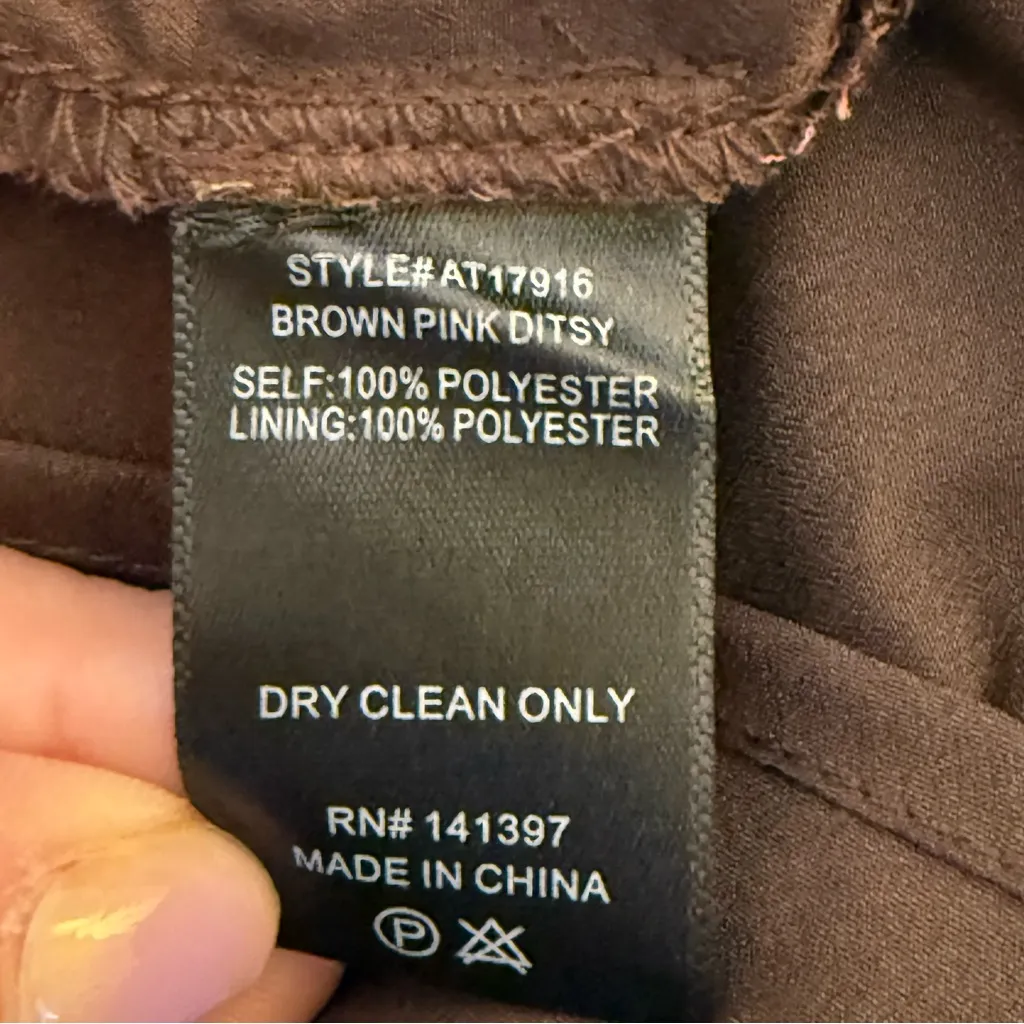 STYLE#AT17916
BROWN PINK DITSY
SELF:100% POLYESTER
LINING:100% POLYESTER
DRY CLEAN ONLY
RN# 141397
MADE IN CHINA
P